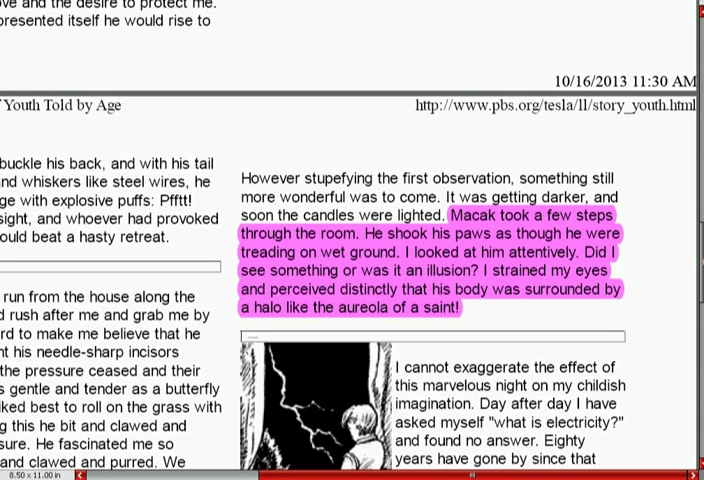 ve and the desire to protect me.
presented itself he would rise to
10/16/2013 11:30 AM
Youth Told by Age
http://www.pbs.org/tesla/ll/story_youth.html
buckle his back, and with his tail
nd whiskers like steel wires, he
ge with explosive puffs: Pffft!
sight, and whoever had provoked
ould beat a hasty retreat.
run from the house along the
d rush after me and grab me by
rd to make me believe that he
nt his needle-sharp incisors
the pressure ceased and their
s gentle and tender as a butterfly
iked best to roll on the grass with
g this he bit and clawed and
sure. He fascinated me so
and clawed and purred. We
However stupefying the first observation, something still
more wonderful was to come. It was getting darker, and
soon the candles were lighted. Macak took a few steps
through the room. He shook his paws as though he were
treading on wet ground. I looked at him attentively. Did I
see something or was it an illusion? I strained my eyes
and perceived distinctly that his body was surrounded by
a halo like the aureola of a saint!
I cannot exaggerate the effect of
this marvelous night on my childish
imagination. Day after day I have
asked myself "what is electricity?"
and found no answer. Eighty
years have gone by since that
8.50 x 11.00 in